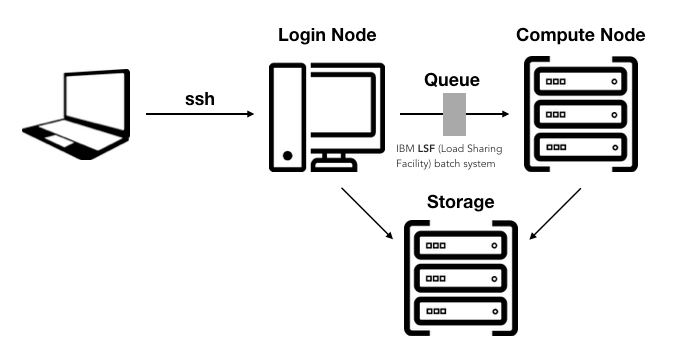 Login Node
Compute Node
Queue
ssh
IBM LSF (Load Sharing
Facility) batch system
Storage